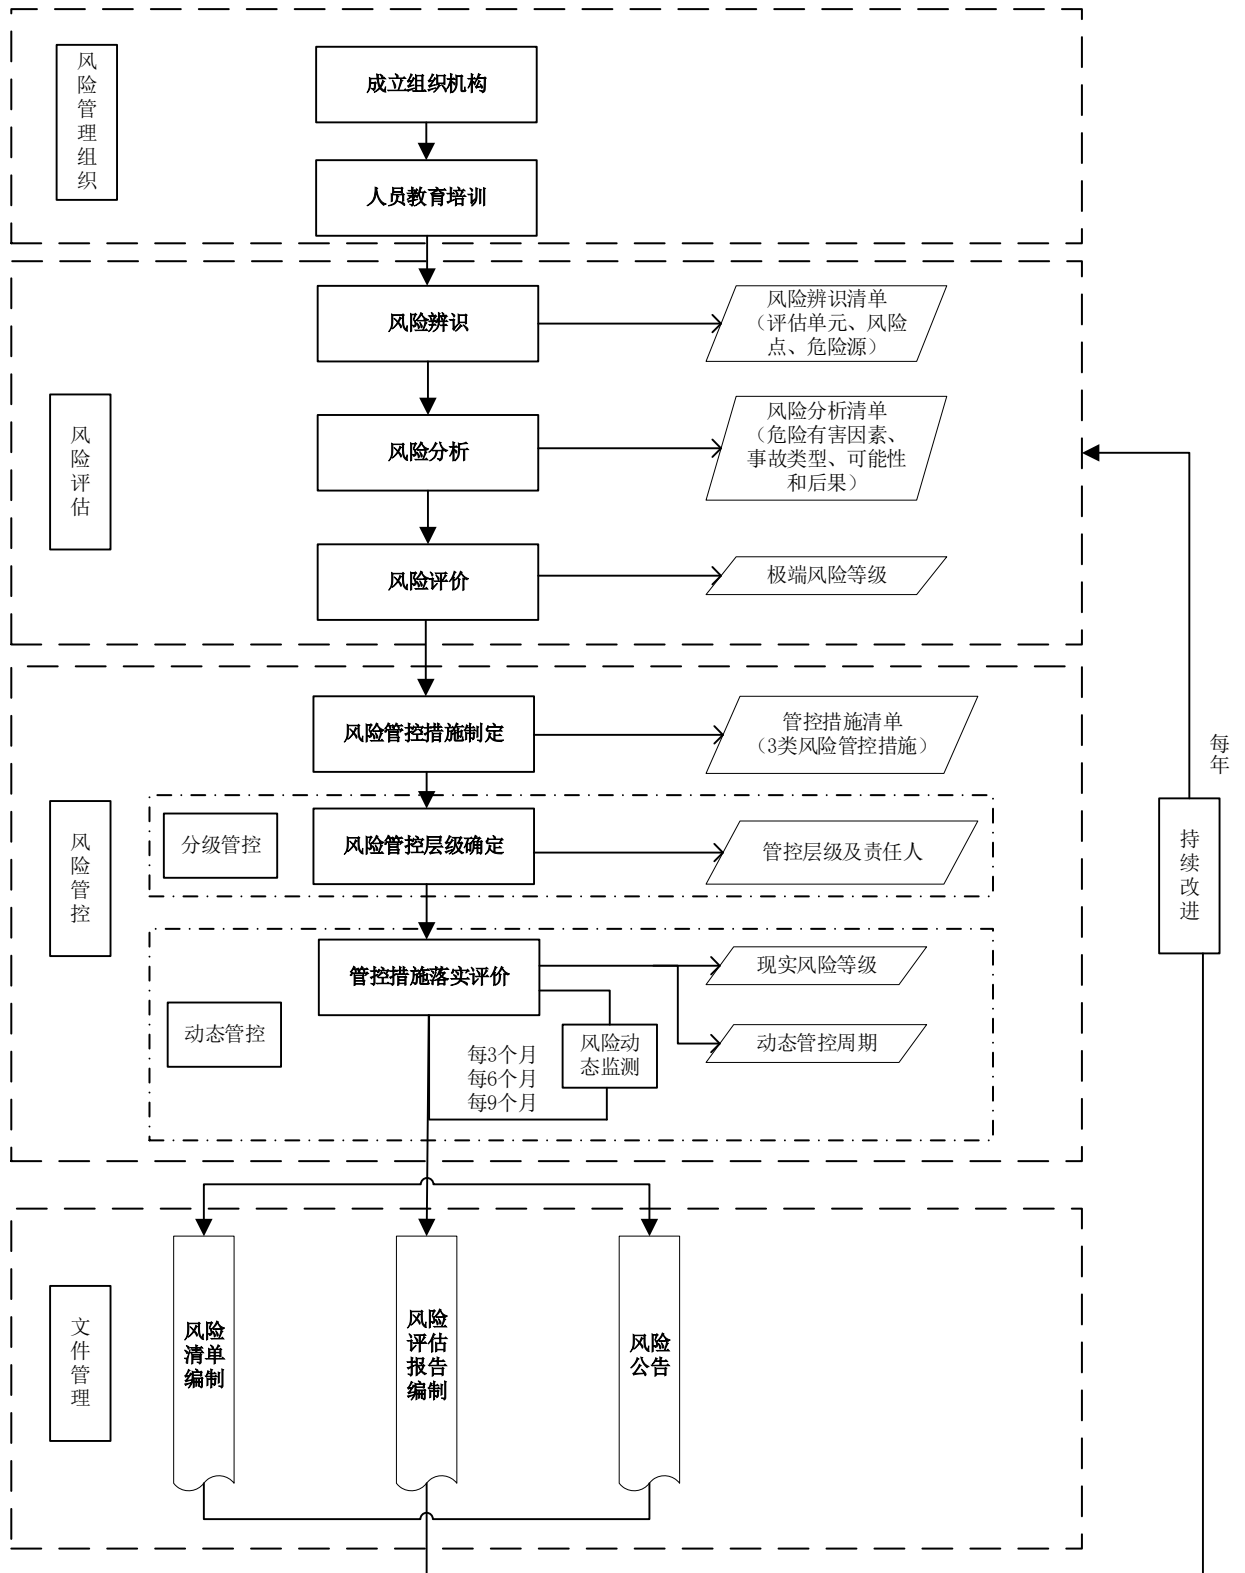 风险管理组织
成立组织机构
人员教育培训
风险评估
风险辨识
风险辨识清单
（评估单元、风险
点、危险源）
风险分析
风险分析清单
（危险有害因素、
事故类型、可能性
和后果）
风险评价
极端风险等级
风险管控
风险管控措施制定
管控措施清单
（3类风险管控措施）
分级管控
风险管控层级确定
管控层级及责任人
动态管控
管控措施落实评价
现实风险等级
动态管控周期
风险动
态监测
每3个月
每6个月
每9个月
每年
持续改进
文件管理
风险
清单
编制
风险
评估
报告
编制
风险
公告